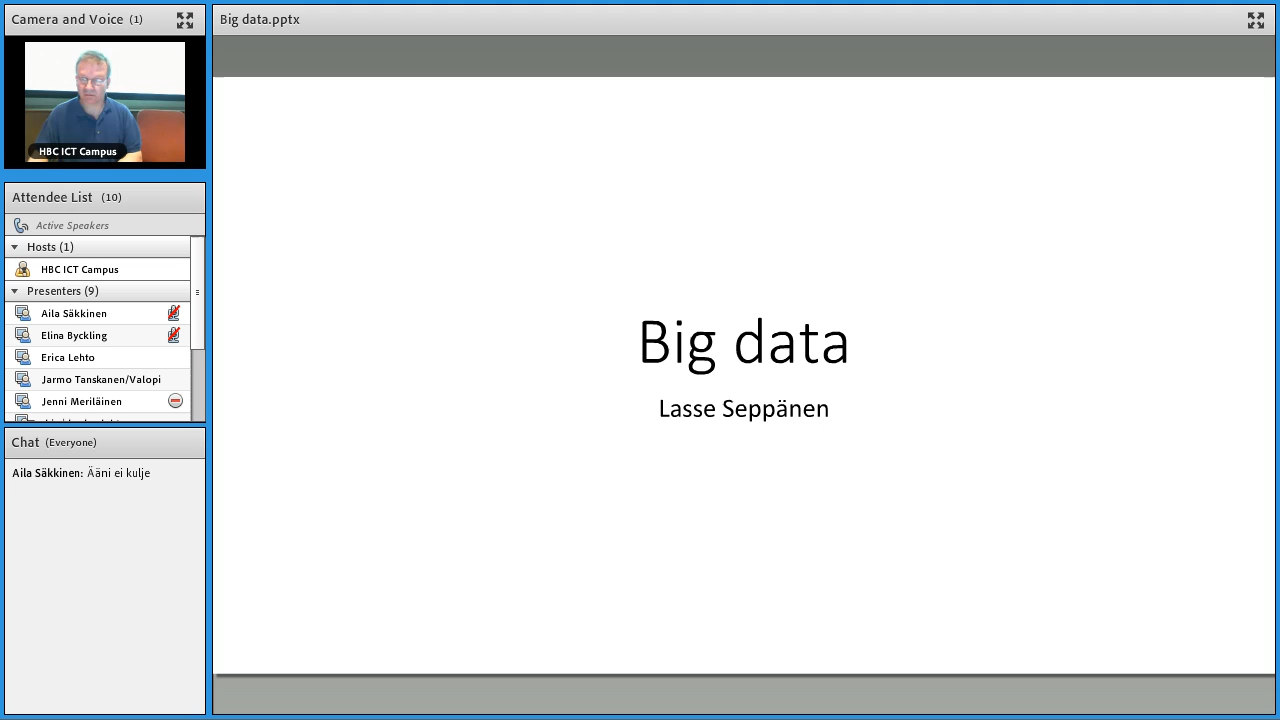 Camera and Voice (1)
HBC ICT Campus
Attendee List (10)
Active Speakers
Hosts (1)
HBC ICT Campus
Presenters (9)
Aila Säkkinen
Elina Byckling
Erica Lehto
Jarmo Tanskanen/Valopi
Jenni Meriläinen
Chat (Everyone)
Aila Säkkinen: Ääni ei kulje
Big data.pptx
Big data
Lasse Seppänen